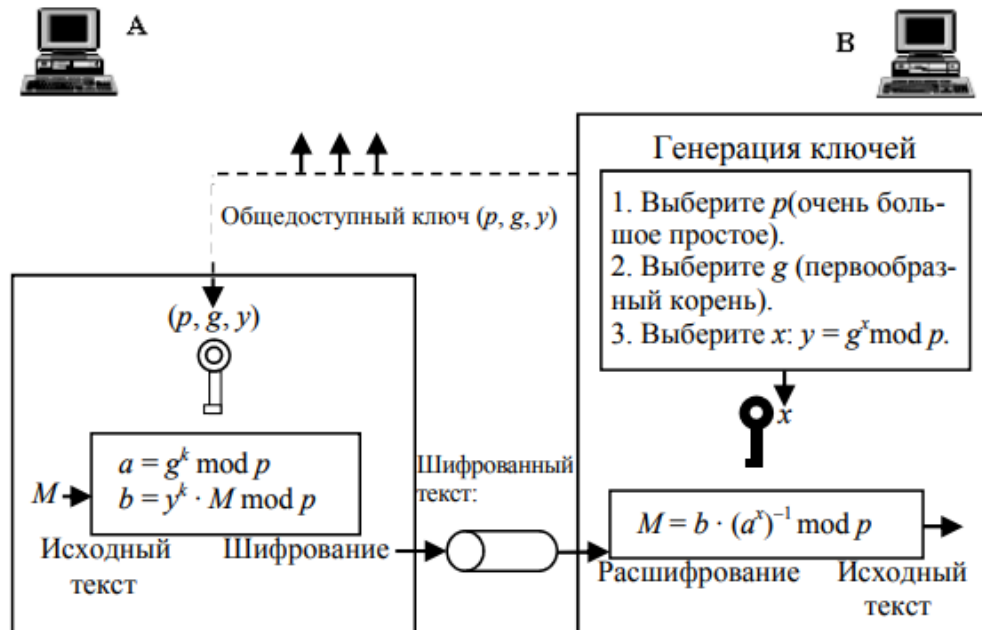 A
B
Генерация ключей
1. Выберите p(очень боль-
шое простое).
2. Выберите g (первообраз-
ный корень).
3. Выберите x: y = g^x mod p.
x
Общедоступный ключ (p, g, y)
(p, g, y)
a = g^k mod p
b = y^k · M mod p
M
Исходный
текст
Шифрование
Шифрованный
текст:
M = b · (a^x)^–1 mod p
Расшифрование
Исходный
текст